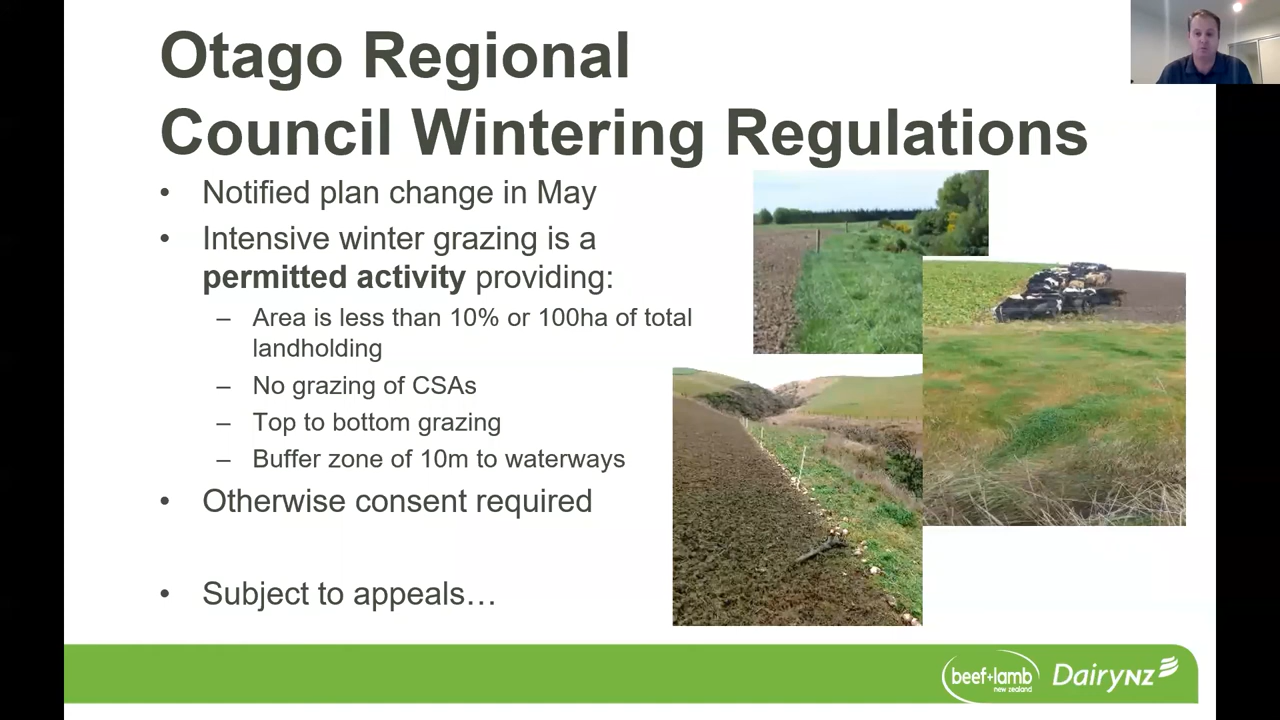 Otago Regional
Council Wintering Regulations
• Notified plan change in May
• Intensive winter grazing is a
permitted activity providing:
– Area is less than 10% or 100ha of total
landholding
– No grazing of CSAs
– Top to bottom grazing
– Buffer zone of 10m to waterways
• Otherwise consent required
• Subject to appeals…
beef+lamb
new zealand
DairyNZ